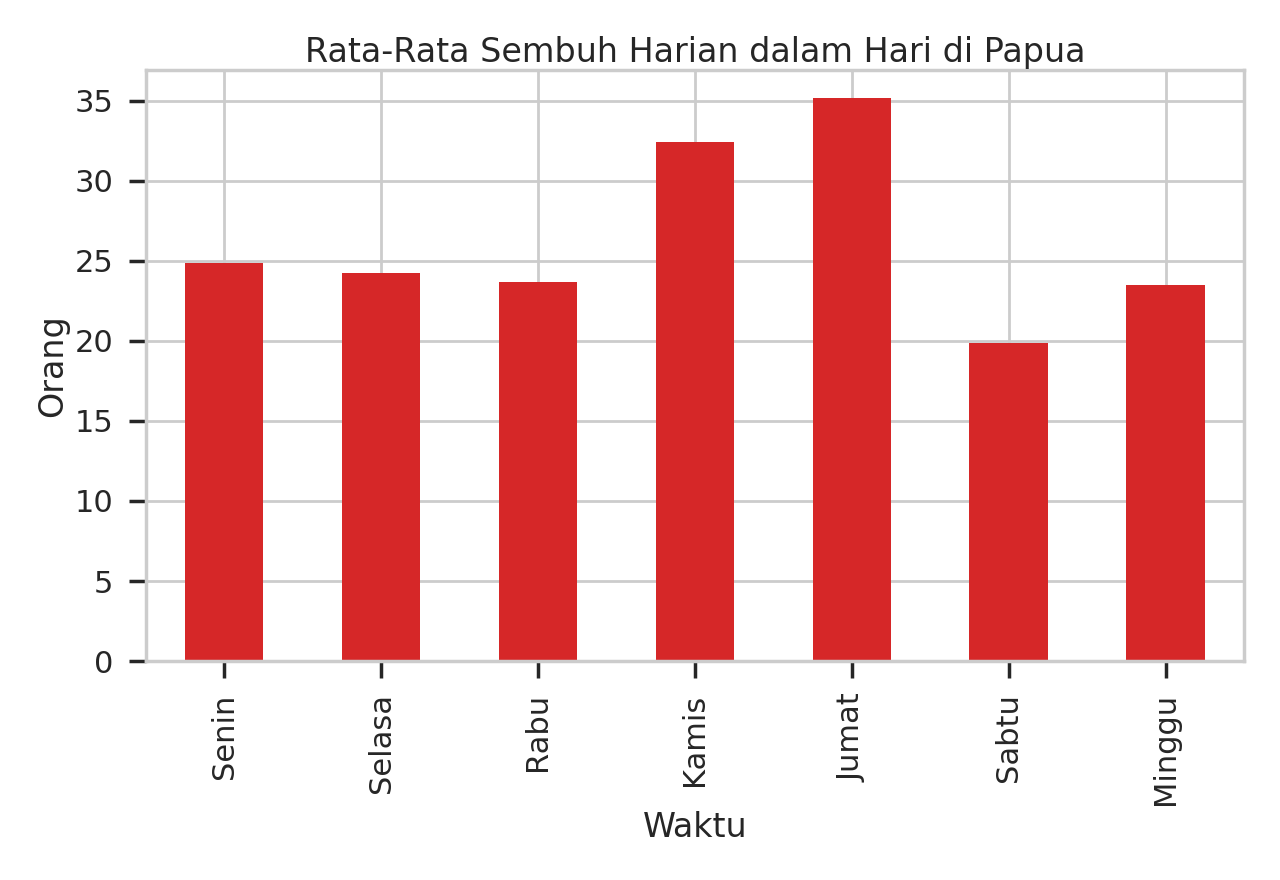 Rata-Rata Sembuh Harian dalam Hari di Papua
35
30
25
20
15
10
5
0
Orang
Senin
Selasa
Rabu
Kamis
Jumat
Sabtu
Minggu
Waktu